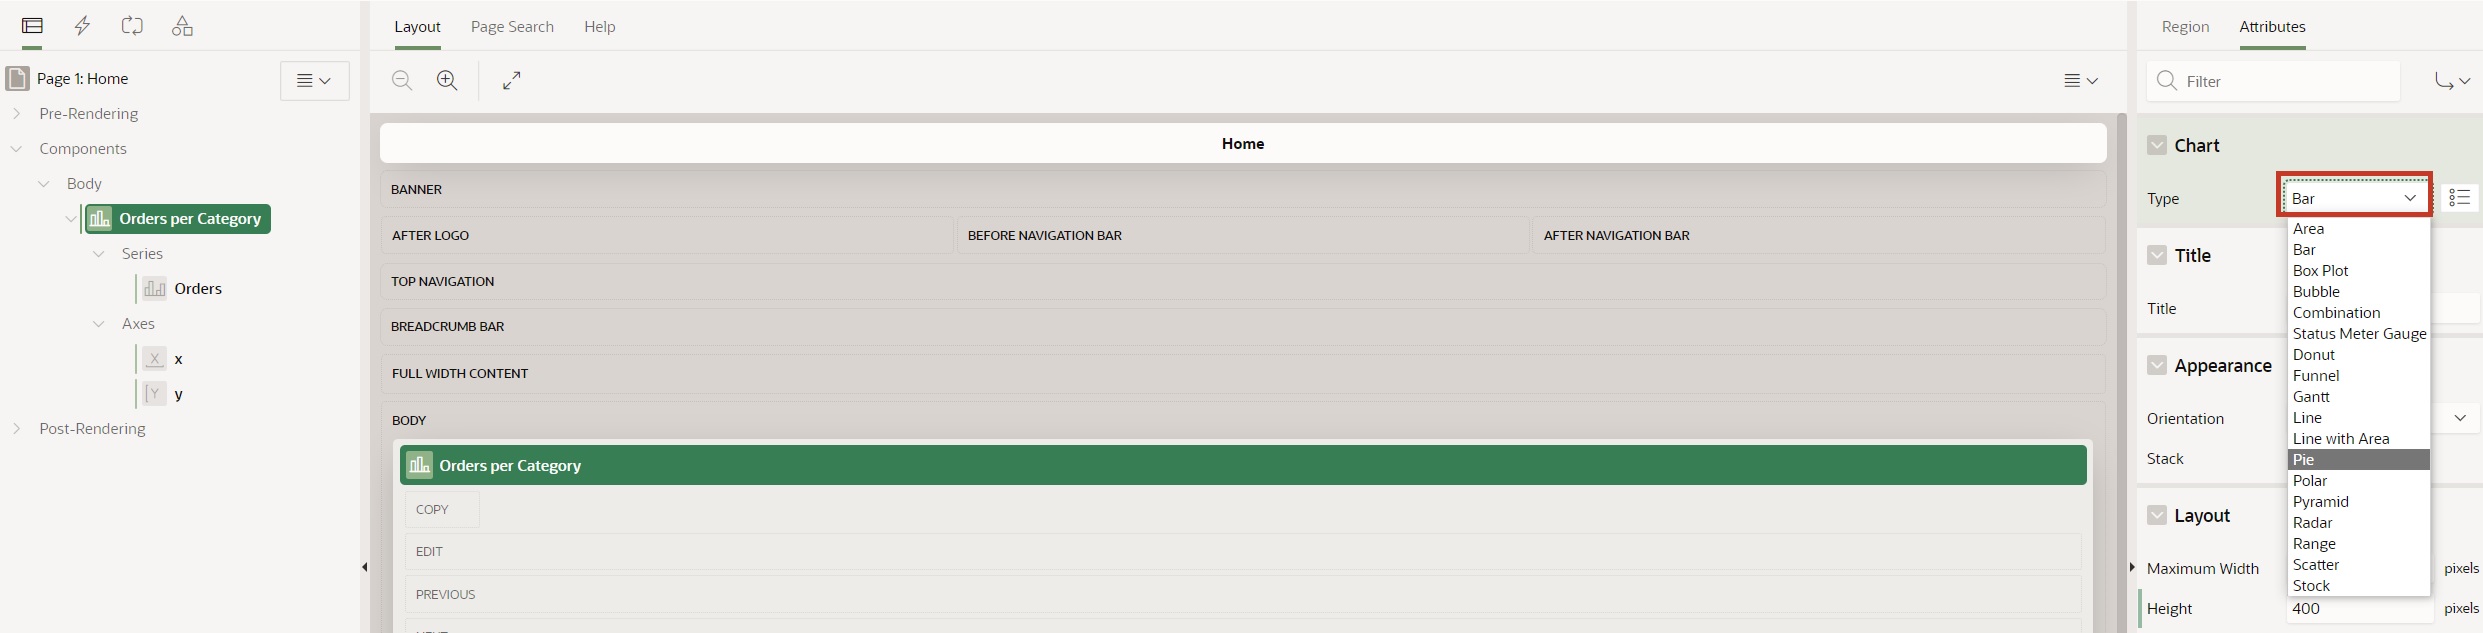 Page 1: Home
Pre-Rendering
Components
Body
Orders per Category
Series
Orders
Axes
X x
Y y
Post-Rendering
Layout Page Search Help
Home
BANNER
AFTER LOGO BEFORE NAVIGATION BAR AFTER NAVIGATION BAR
TOP NAVIGATION
BREADCRUMB BAR
FULL WIDTH CONTENT
BODY
Orders per Category
COPY
EDIT
PREVIOUS
NEXT
Region Attributes
Filter
Chart
Type Bar
Area
Bar
Box Plot
Bubble
Combination
Status Meter Gauge
Donut
Funnel
Gantt
Line
Line with Area
Pie
Polar
Pyramid
Radar
Range
Scatter
Stock
Title
Title
Appearance
Orientation
Stack
Layout
Maximum Width pixels
Height 400 pixels